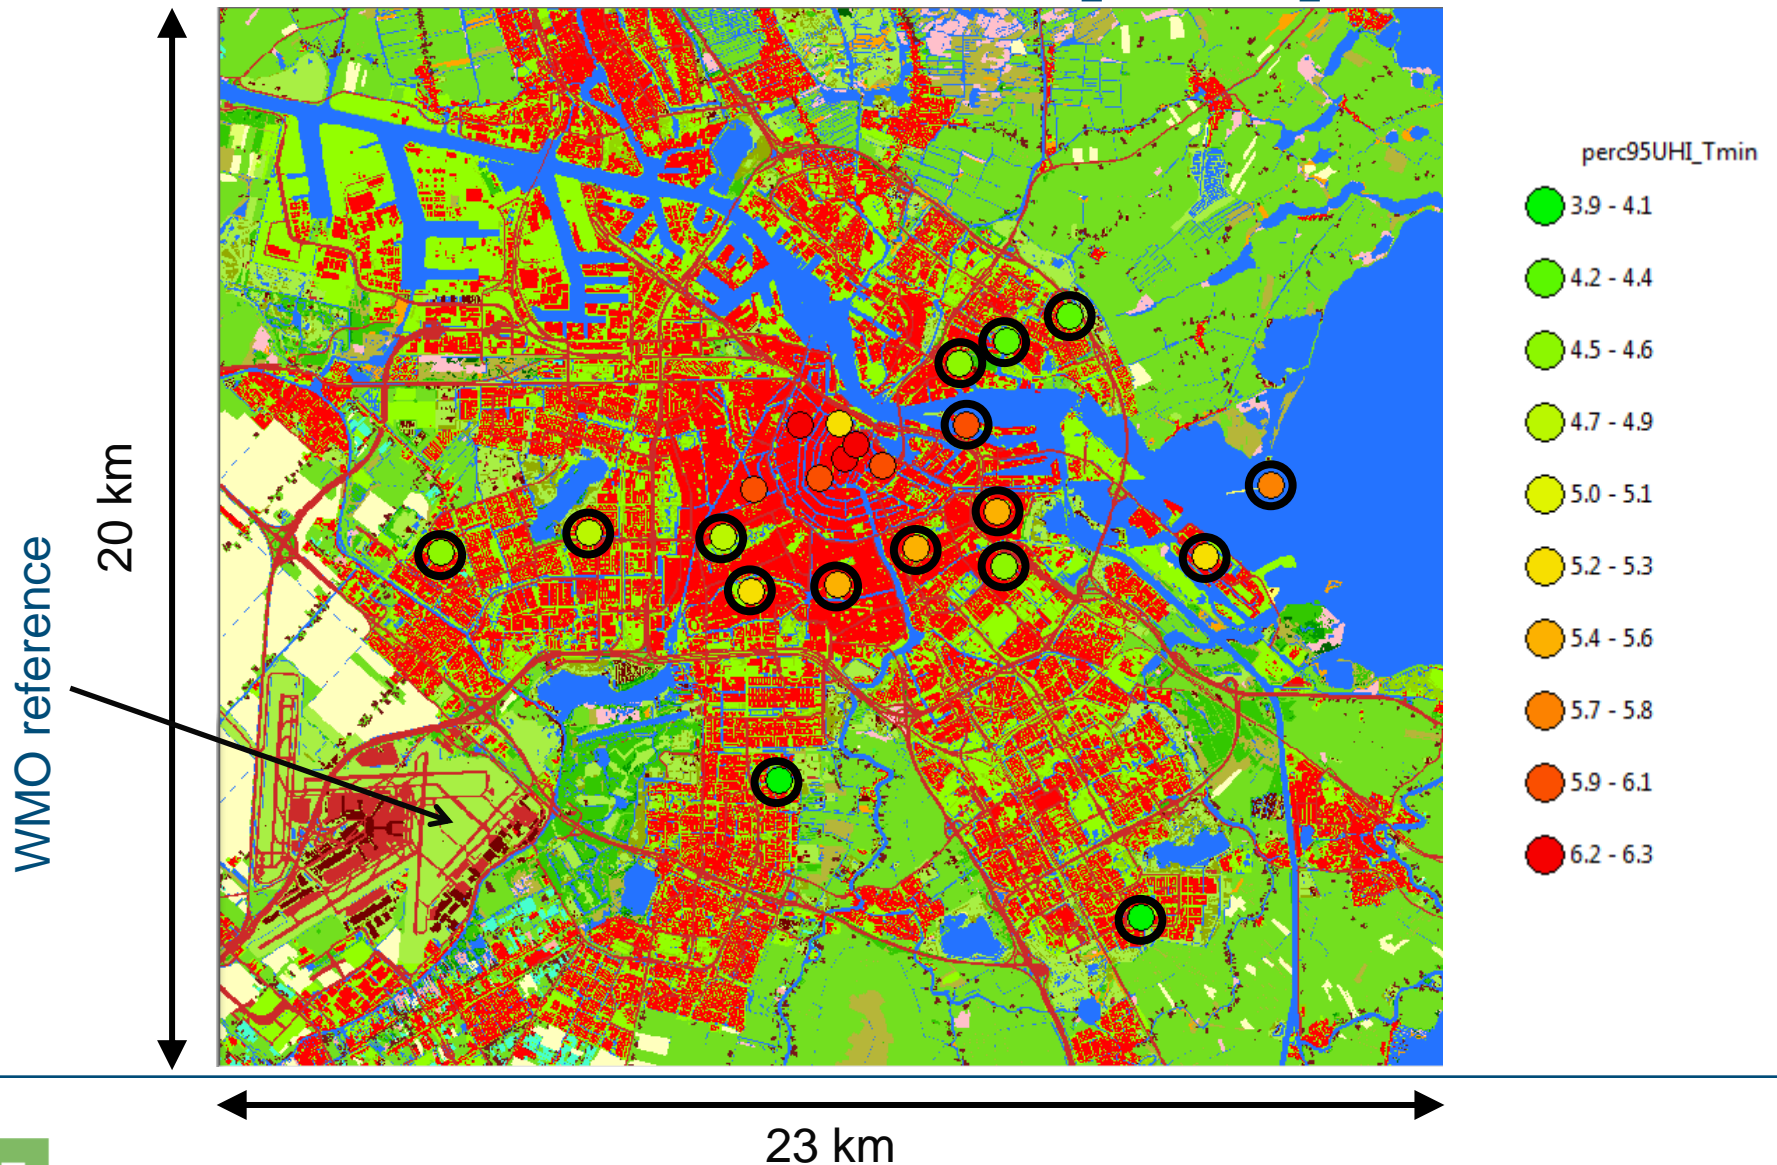 perc95UHI_Tmin
3.9 - 4.1
4.2 - 4.4
4.5 - 4.6
4.7 - 4.9
5.0 - 5.1
5.2 - 5.3
5.4 - 5.6
5.7 - 5.8
5.9 - 6.1
6.2 - 6.3
20 km
WMO reference
23 km